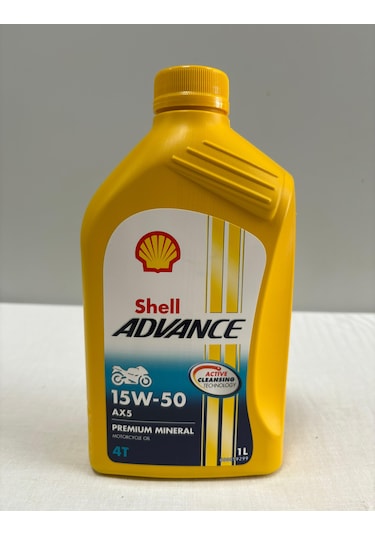 Shell
ADVANCE
ACTIVE
CLEANSING
TECHNOLOGY
15W-50
AX5
PREMIUM MINERAL
MOTORCYCLE OIL
4T
1L